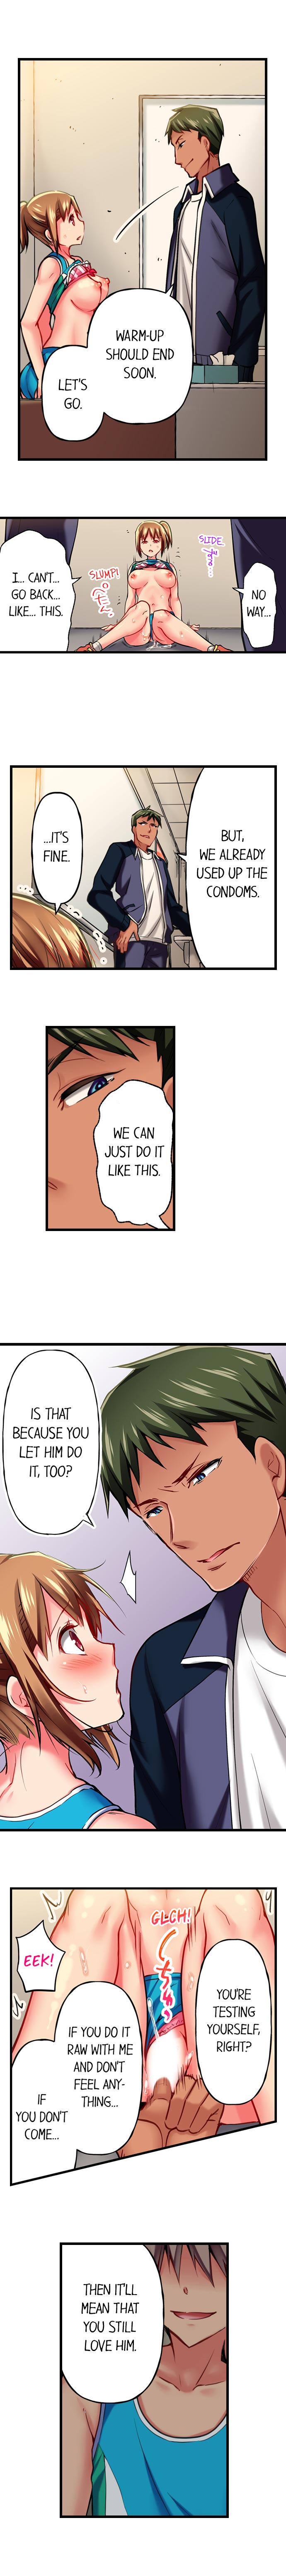 WARM-UP
SHOULD END
SOON.
LET'S
GO.
SLIDE
NO
WAY...
SLUMP!
I... CAN'T...
GO BACK...
LIKE... THIS.
BUT,
WE ALREADY
USED UP THE
CONDOMS.
...IT'S
FINE.
WE CAN
JUST DO IT
LIKE THIS.
IS THAT
BECAUSE YOU
LET HIM DO
IT, TOO?
GLCH!
EEK!
YOU'RE
TESTING
YOURSELF,
RIGHT?
IF YOU DO IT
RAW WITH ME
AND DON'T
FEEL ANY-
THING...
IF
YOU DON'T
COME...
THEN IT'LL
MEAN THAT
YOU STILL
LOVE HIM.